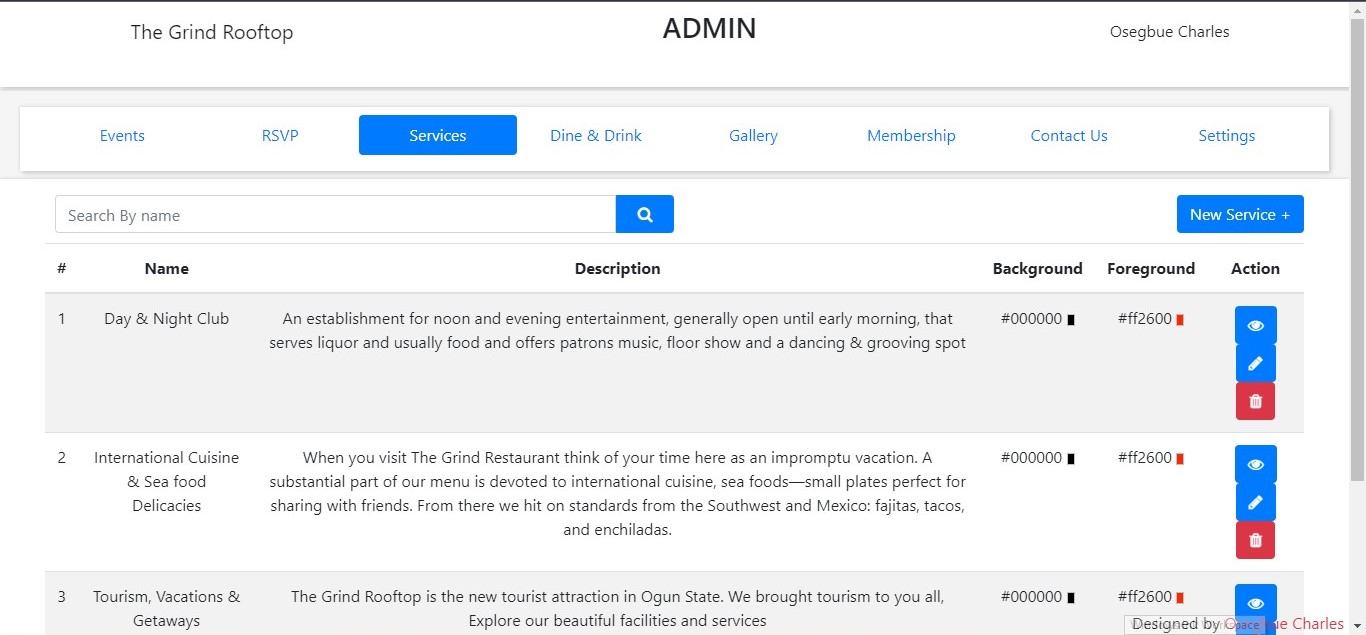 The Grind Rooftop
ADMIN
Osegbue Charles
Events
RSVP
Services
Dine & Drink
Gallery
Membership
Contact Us
Settings
Search By name
New Service +
# Name Description Background Foreground Action
1 Day & Night Club
An establishment for noon and evening entertainment, generally open until early morning, that
serves liquor and usually food and offers patrons music, floor show and a dancing & grooving spot
#000000
#ff2600
2 International Cuisine
& Sea food
Delicacies
When you visit The Grind Restaurant think of your time here as an impromptu vacation. A
substantial part of our menu is devoted to international cuisine, sea foods—small plates perfect for
sharing with friends. From there we hit on standards from the Southwest and Mexico: fajitas, tacos,
and enchiladas.
#000000
#ff2600
3 Tourism, Vacations &
Getaways
The Grind Rooftop is the new tourist attraction in Ogun State. We brought tourism to you all,
Explore our beautiful facilities and services
#000000
#ff2600
Designed by Charles